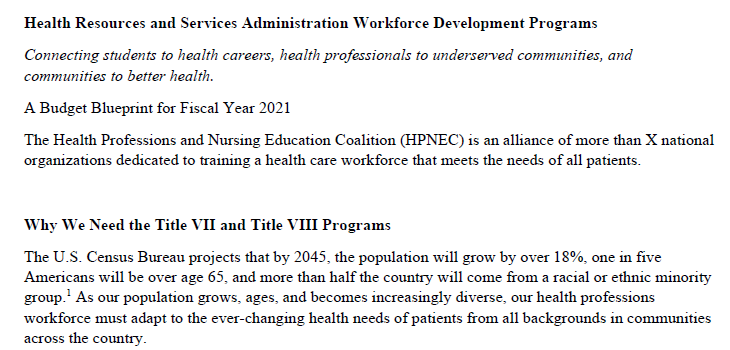 Health Resources and Services Administration Workforce Development Programs
Connecting students to health careers, health professionals to underserved communities, and
communities to better health.
A Budget Blueprint for Fiscal Year 2021
The Health Professions and Nursing Education Coalition (HPNEC) is an alliance of more than X national
organizations dedicated to training a health care workforce that meets the needs of all patients.
Why We Need the Title VII and Title VIII Programs
The U.S. Census Bureau projects that by 2045, the population will grow by over 18%, one in five
Americans will be over age 65, and more than half the country will come from a racial or ethnic minority
group.¹ As our population grows, ages, and becomes increasingly diverse, our health professions
workforce must adapt to the ever-changing health needs of patients from all backgrounds in communities
across the country.